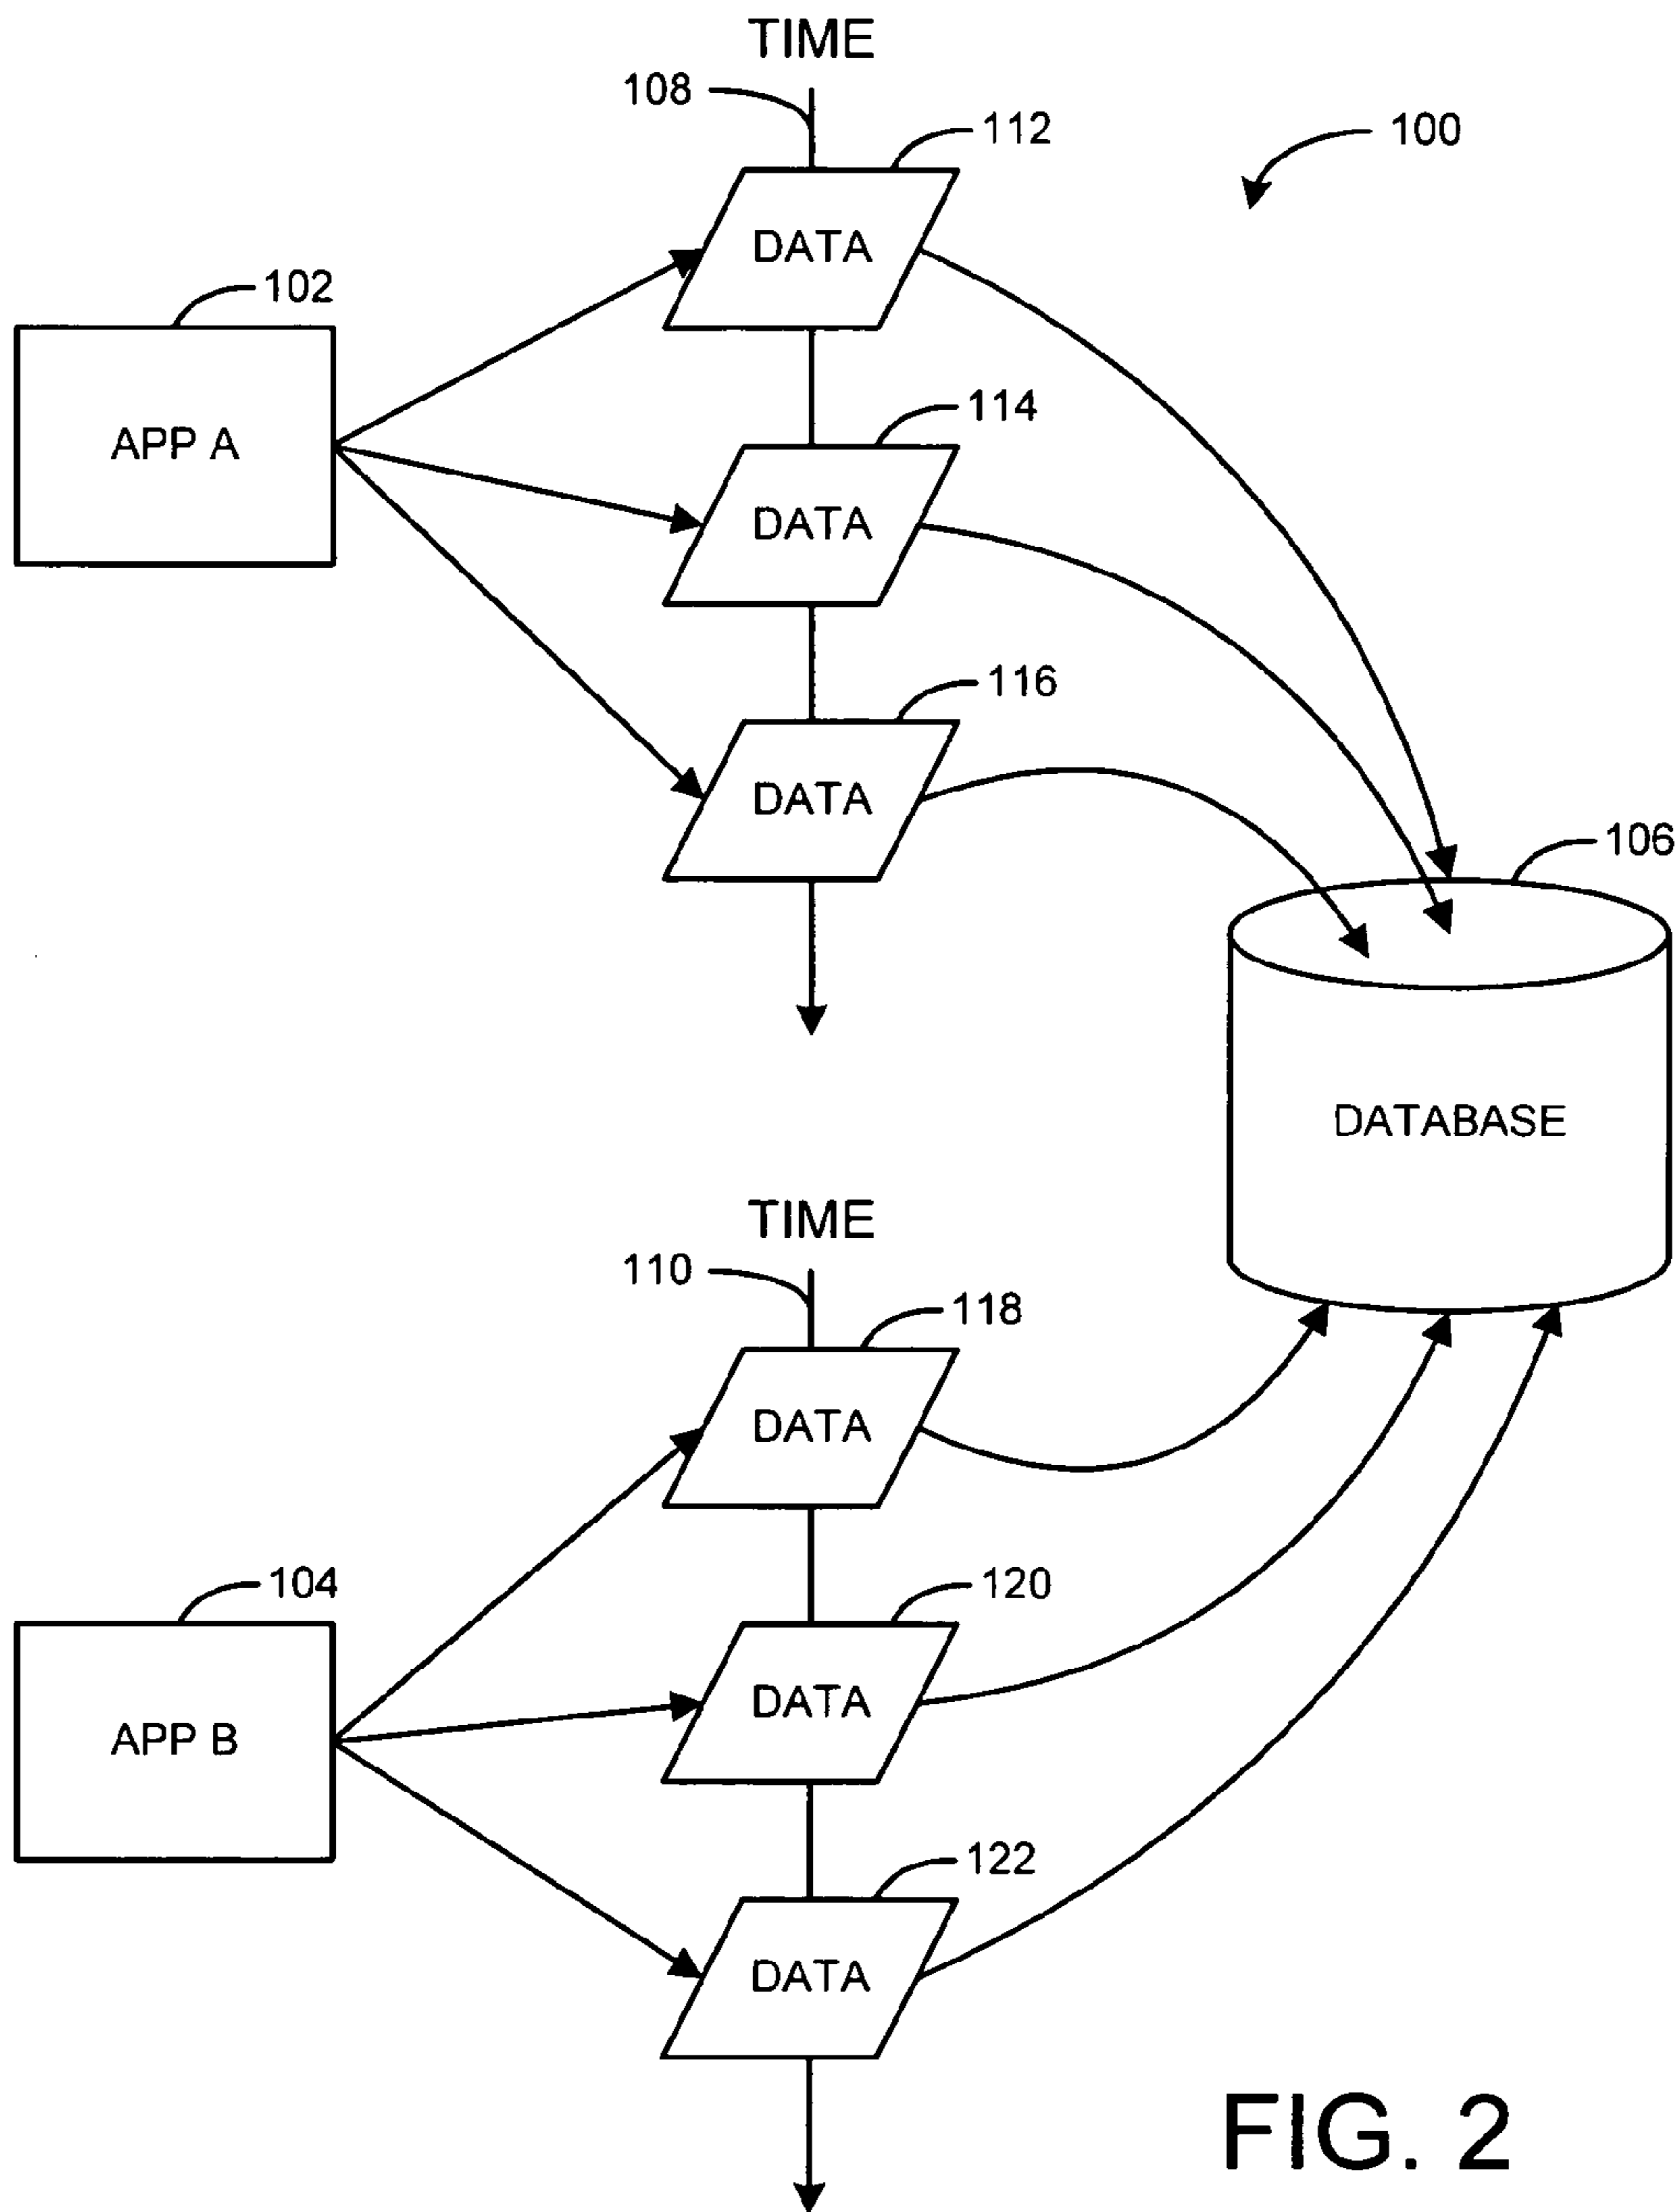 TIME
108
112
100
DATA
102
APP A
114
DATA
116
DATA
106
DATABASE
TIME
110
118
DATA
104
120
APP B
DATA
122
DATA
FIG. 2